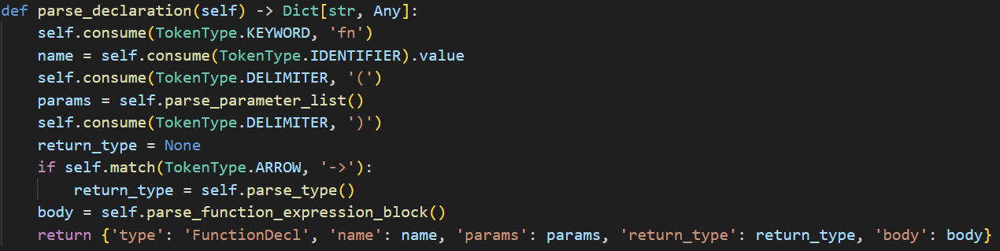 def parse_declaration(self) -> Dict[str, Any]:
    self.consume(TokenType.KEYWORD, 'fn')
    name = self.consume(TokenType.IDENTIFIER).value
    self.consume(TokenType.DELIMITER, '(')
    params = self.parse_parameter_list()
    self.consume(TokenType.DELIMITER, ')')
    return_type = None
    if self.match(TokenType.ARROW, '->'):
        return_type = self.parse_type()
    body = self.parse_function_expression_block()
    return {'type': 'FunctionDecl', 'name': name, 'params': params, 'return_type': return_type, 'body': body}